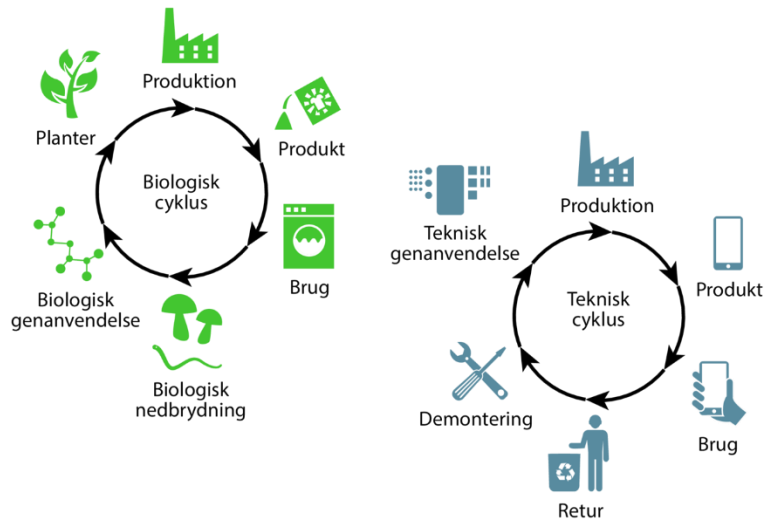 Produktion
Planter
Produkt
Biologisk
cyklus
Brug
Biologisk
genanvendelse
Biologisk
nedbrydning
Produktion
Teknisk
genanvendelse
Produkt
Teknisk
cyklus
Demontering
Brug
Retur